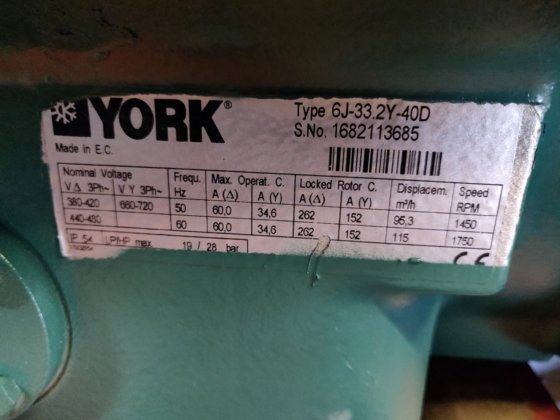 YORK®
Type 6J-33.2Y-40D
S.No. 1682113685
Made in E.C.
Nominal Voltage Frequ. Max. Operat. C. Locked Rotor C. Displacem. Speed
V Δ 3Ph~ V Y 3Ph~ Hz A (Δ) A (Y) A (Δ) A (Y) m³/h RPM
380-420 660-720 50 60,0 34,6 262 152 95,3 1450
440-480 60 60,0 34,6 262 152 115 1750
IP 54 LP/HP max. 19 / 28 bar
CE